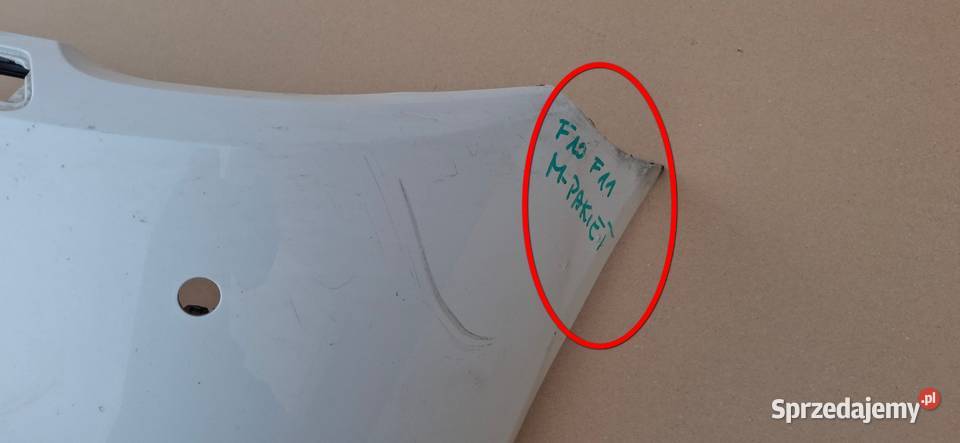 F10 F11
M-PAKIET
Sprzedajemy.pl